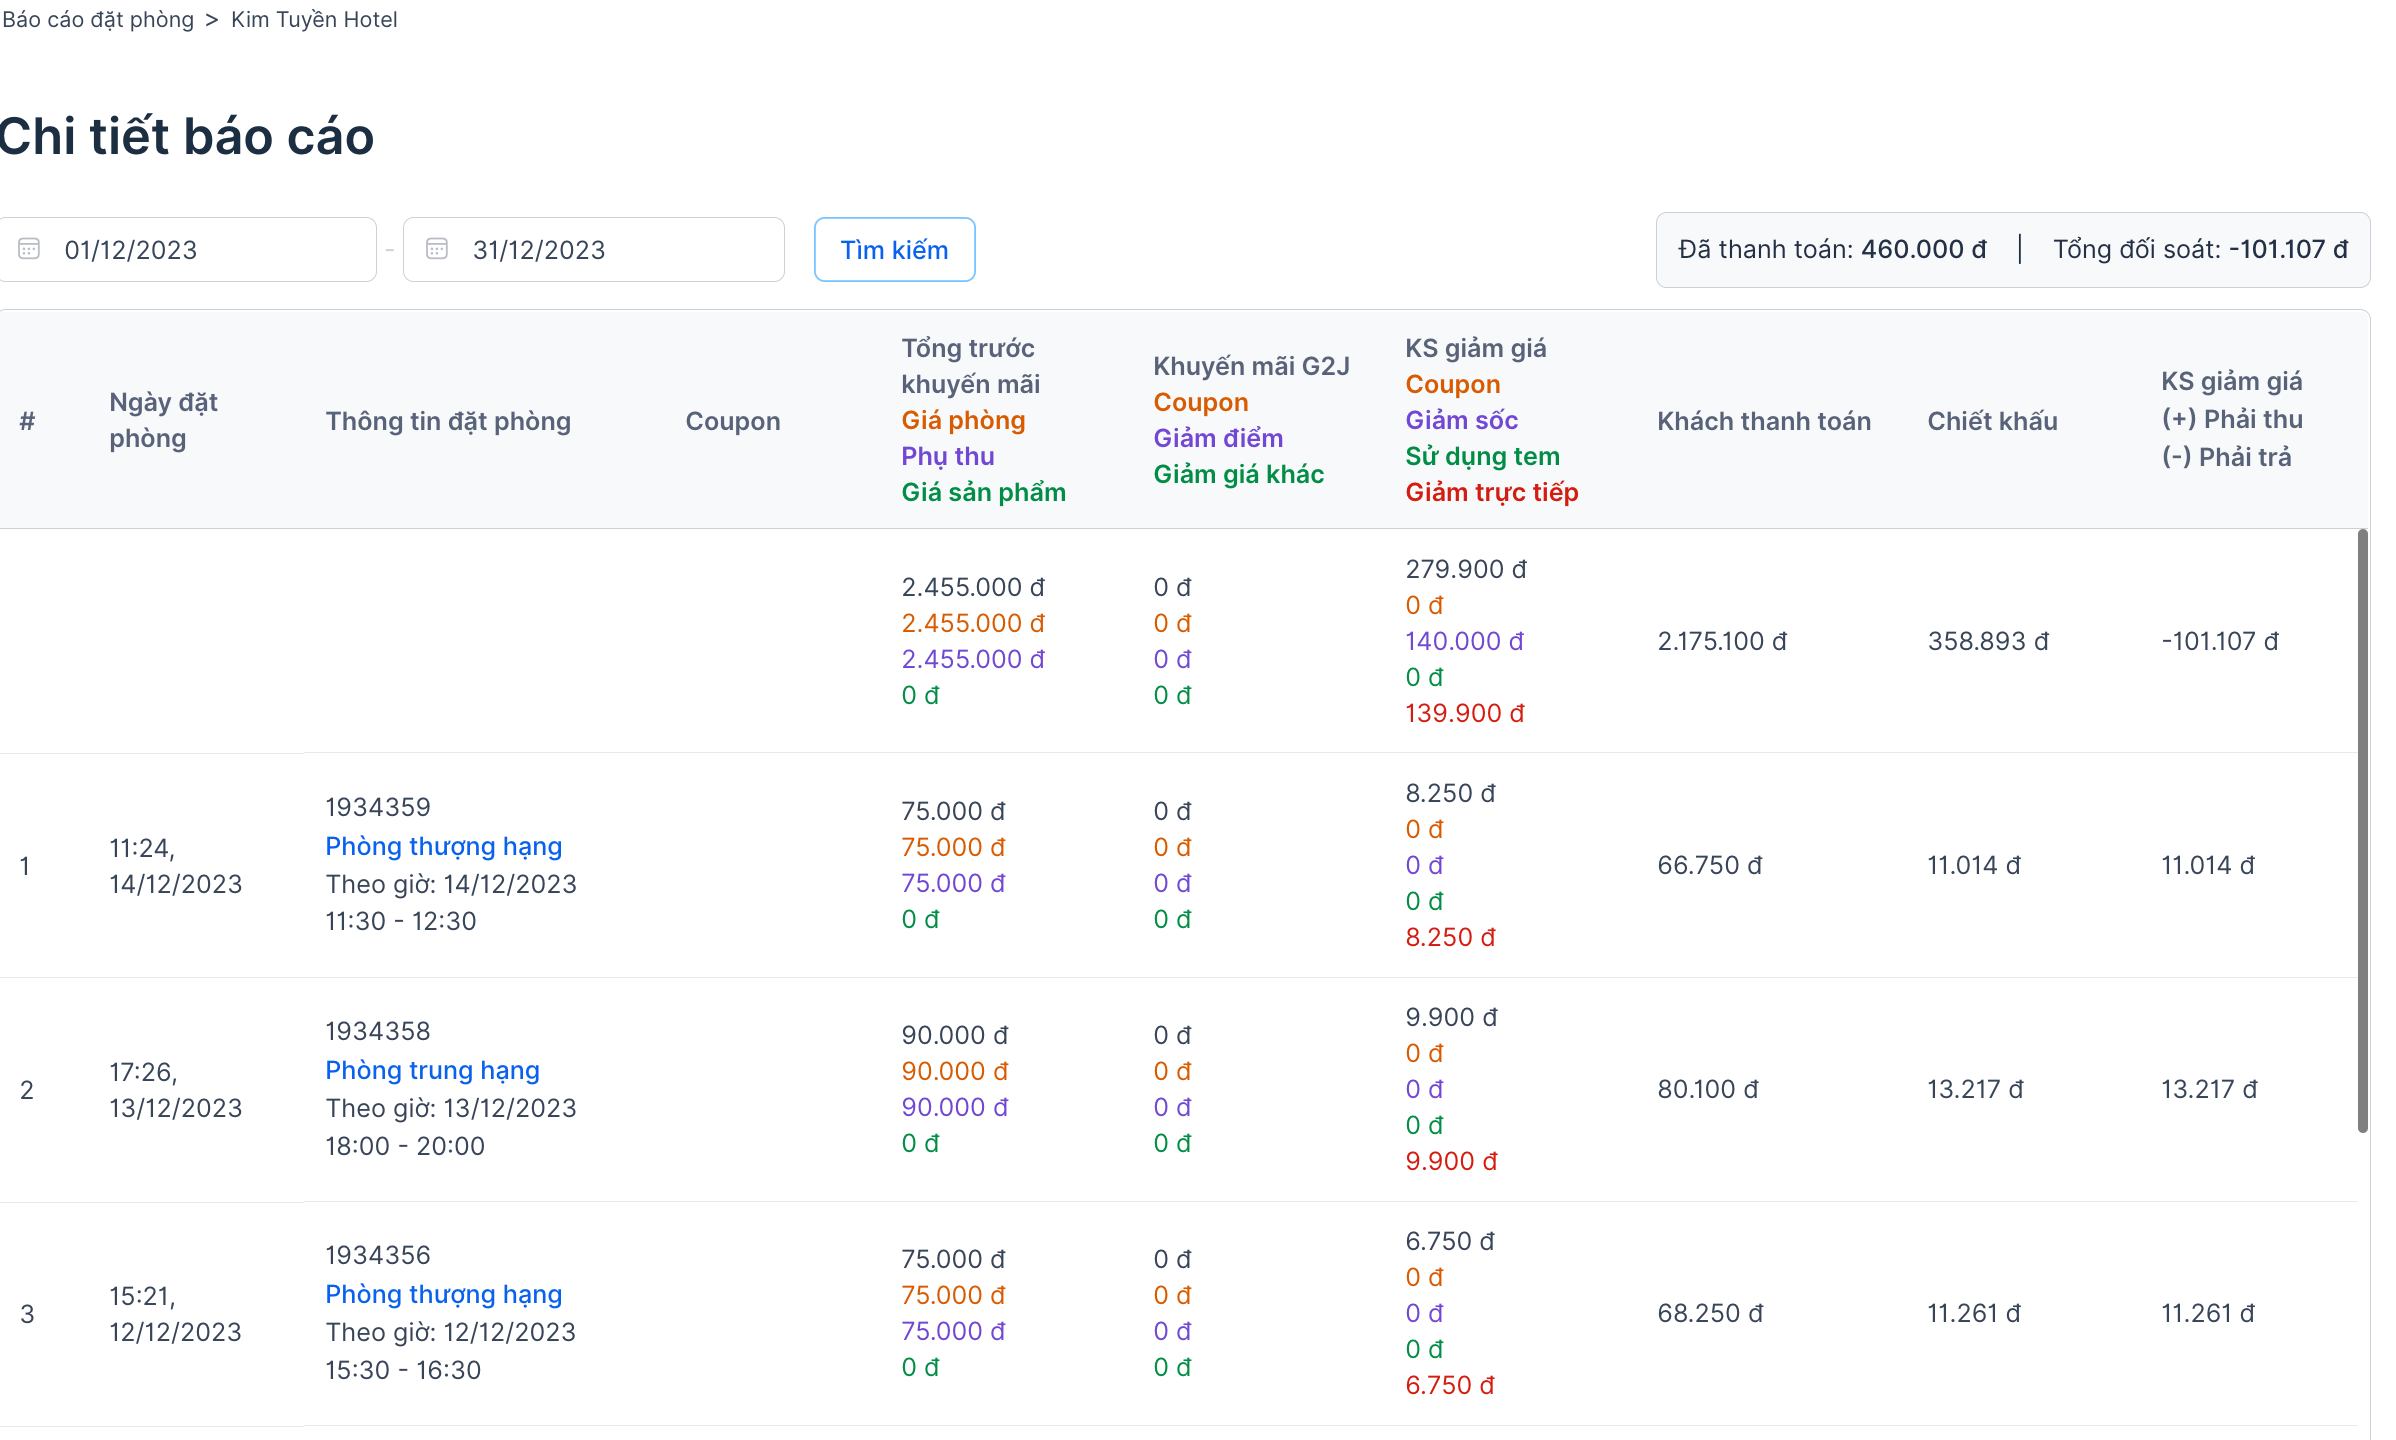 Báo cáo đặt phòng > Kim Tuyền Hotel
Chi tiết báo cáo
01/12/2023 - 31/12/2023 Tìm kiếm
Đã thanh toán: 460.000 đ | Tổng đối soát: -101.107 đ
#
Ngày đặt
phòng
Thông tin đặt phòng
Coupon
Tổng trước
khuyến mãi
Giá phòng
Phụ thu
Giá sản phẩm
Khuyến mãi G2J
Coupon
Giảm điểm
Giảm giá khác
KS giảm giá
Coupon
Giảm sốc
Sử dụng tem
Giảm trực tiếp
Khách thanh toán
Chiết khấu
KS giảm giá
(+) Phải thu
(-) Phải trả
2.455.000 đ
2.455.000 đ
2.455.000 đ
0 đ
0 đ
0 đ
0 đ
0 đ
279.900 đ
0 đ
140.000 đ
0 đ
139.900 đ
2.175.100 đ
358.893 đ
-101.107 đ
1
11:24,
14/12/2023
1934359
Phòng thượng hạng
Theo giờ: 14/12/2023
11:30 - 12:30
75.000 đ
75.000 đ
75.000 đ
0 đ
0 đ
0 đ
0 đ
0 đ
8.250 đ
0 đ
0 đ
0 đ
8.250 đ
66.750 đ
11.014 đ
11.014 đ
2
17:26,
13/12/2023
1934358
Phòng trung hạng
Theo giờ: 13/12/2023
18:00 - 20:00
90.000 đ
90.000 đ
90.000 đ
0 đ
0 đ
0 đ
0 đ
0 đ
9.900 đ
0 đ
0 đ
0 đ
9.900 đ
80.100 đ
13.217 đ
13.217 đ
3
15:21,
12/12/2023
1934356
Phòng thượng hạng
Theo giờ: 12/12/2023
15:30 - 16:30
75.000 đ
75.000 đ
75.000 đ
0 đ
0 đ
0 đ
0 đ
0 đ
6.750 đ
0 đ
0 đ
0 đ
6.750 đ
68.250 đ
11.261 đ
11.261 đ